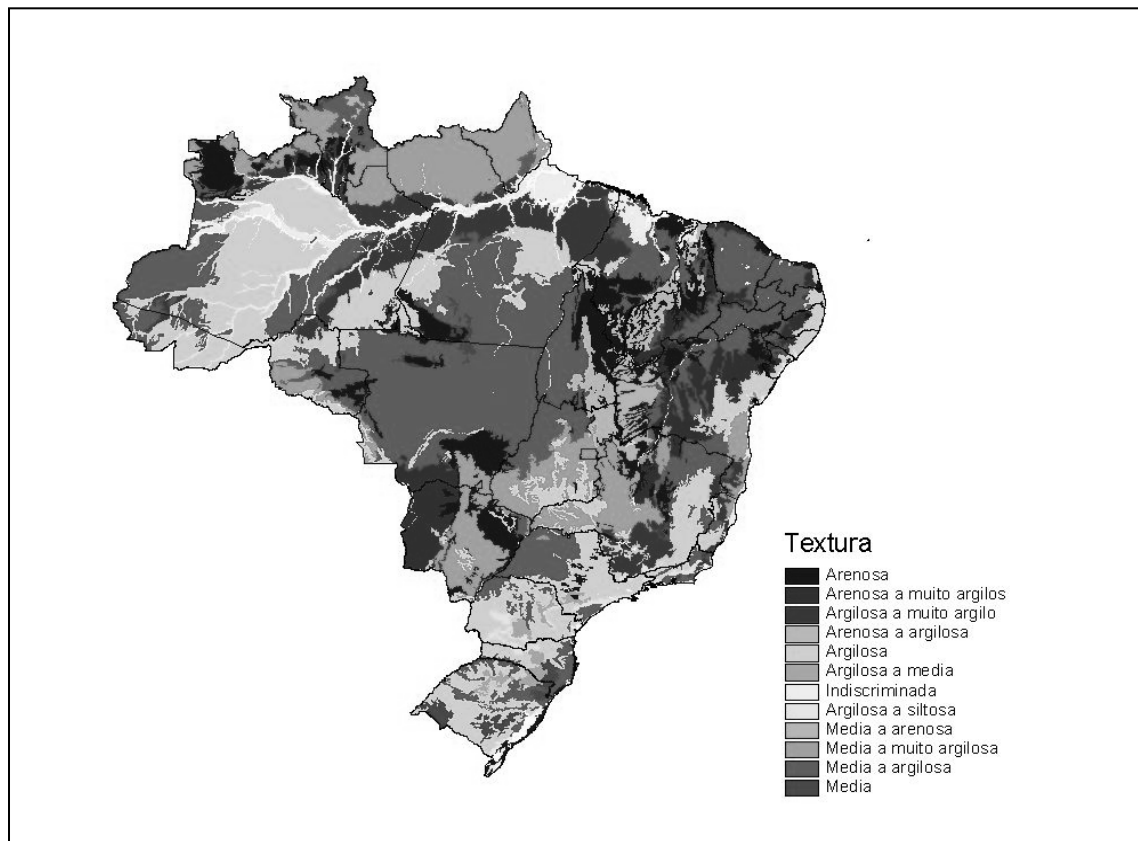 Textura
Arenosa
Arenosa a muito argilos
Argilosa a muito argilo
Arenosa a argilosa
Argilosa
Argilosa a media
Indiscriminada
Argilosa a siltosa
Media a arenosa
Media a muito argilosa
Media a argilosa
Media